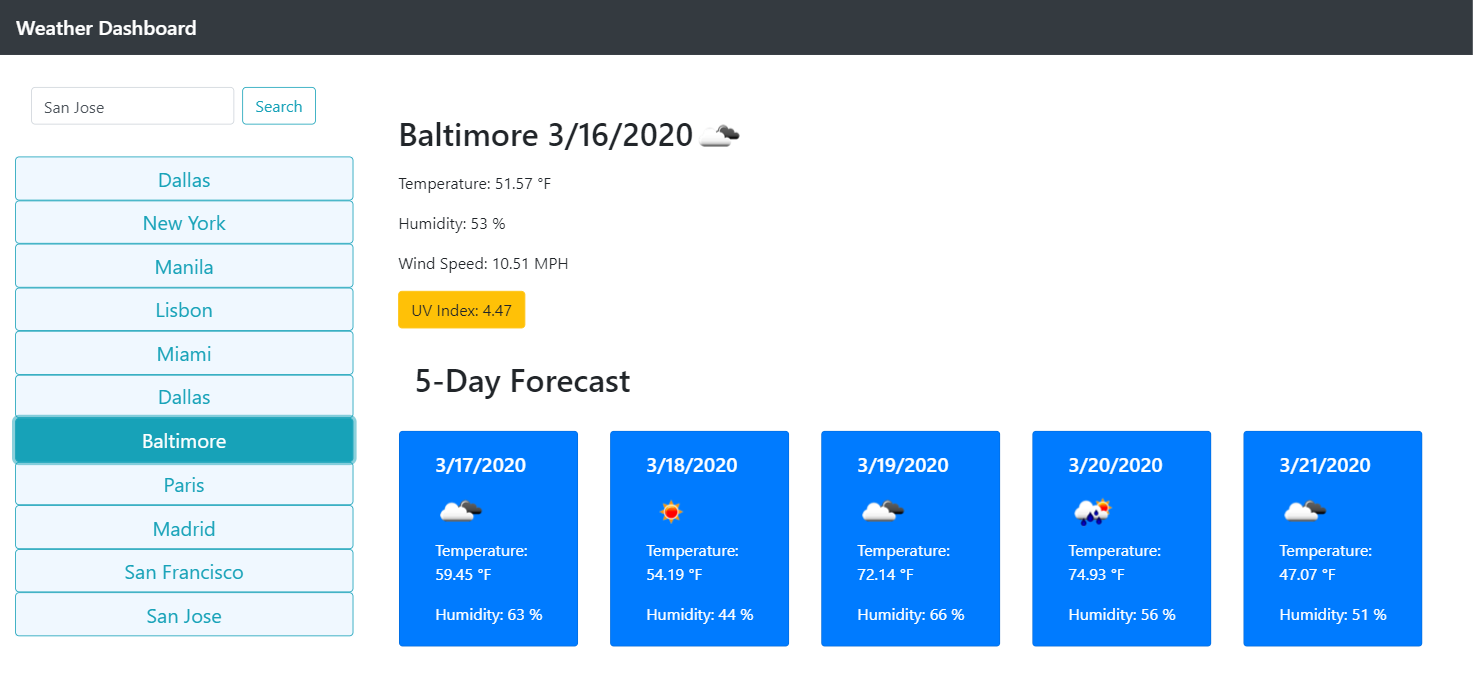 Weather Dashboard
San Jose
Search
Dallas
New York
Manila
Lisbon
Miami
Dallas
Baltimore
Paris
Madrid
San Francisco
San Jose
Baltimore 3/16/2020
Temperature: 51.57 °F
Humidity: 53 %
Wind Speed: 10.51 MPH
UV Index: 4.47
5-Day Forecast
3/17/2020
Temperature:
59.45 °F
Humidity: 63 %
3/18/2020
Temperature:
54.19 °F
Humidity: 44 %
3/19/2020
Temperature:
72.14 °F
Humidity: 66 %
3/20/2020
Temperature:
74.93 °F
Humidity: 56 %
3/21/2020
Temperature:
47.07 °F
Humidity: 51 %